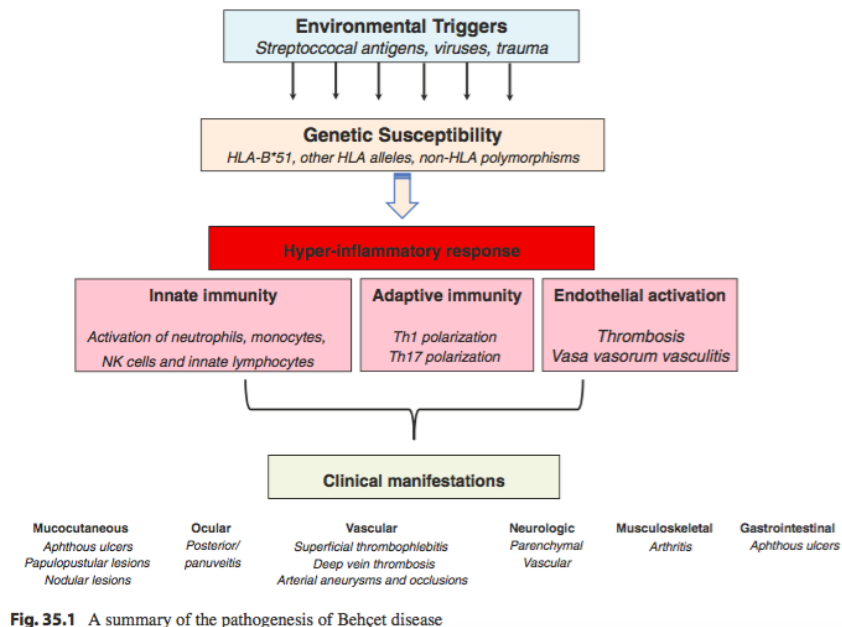 Environmental Triggers
Streptoccocal antigens, viruses, trauma
Genetic Susceptibility
HLA-B*51, other HLA alleles, non-HLA polymorphisms
Hyper-inflammatory response
Innate immunity
Activation of neutrophils, monocytes,
NK cells and innate lymphocytes
Adaptive immunity
Th1 polarization
Th17 polarization
Endothelial activation
Thrombosis
Vasa vasorum vasculitis
Clinical manifestations
Mucocutaneous
Aphthous ulcers
Papulopustular lesions
Nodular lesions
Ocular
Posterior/
panuveitis
Vascular
Superficial thrombophlebitis
Deep vein thrombosis
Arterial aneurysms and occlusions
Neurologic
Parenchymal
Vascular
Musculoskeletal
Arthritis
Gastrointestinal
Aphthous ulcers
Fig. 35.1 A summary of the pathogenesis of Behçet disease